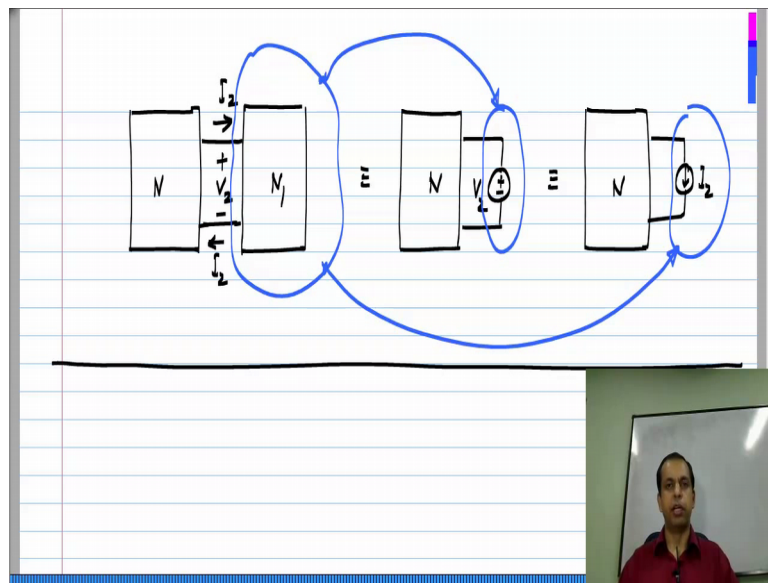 I₂
N + V₂ - N₁ ≡ N V₂ + - ≡ N I₂
I₂